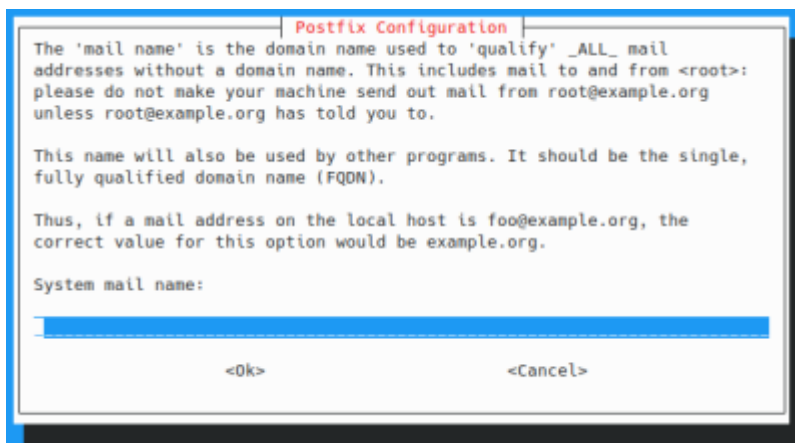 Postfix Configuration
The 'mail name' is the domain name used to 'qualify' _ALL_ mail
addresses without a domain name. This includes mail to and from <root>:
please do not make your machine send out mail from root@example.org
unless root@example.org has told you to.
This name will also be used by other programs. It should be the single,
fully qualified domain name (FQDN).
Thus, if a mail address on the local host is foo@example.org, the
correct value for this option would be example.org.
System mail name:
<Ok> <Cancel>